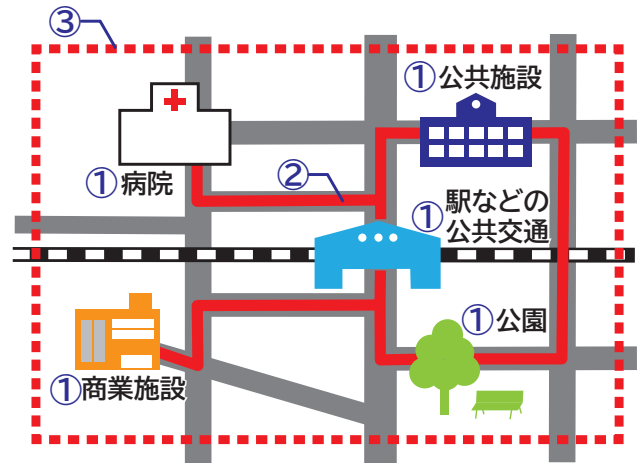 ③
①公共施設
①病院
②
①駅などの
公共交通
①公園
①商業施設